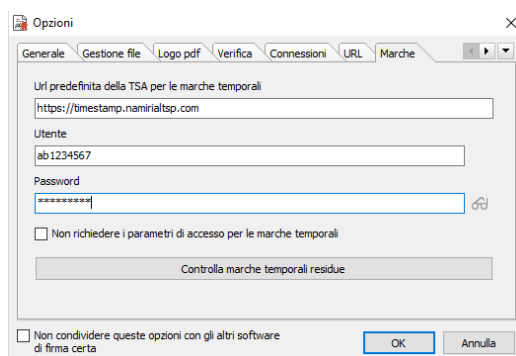 Opzioni
Generale Gestione file Logo pdf Verifica Connessioni URL Marche
Url predefinita della TSA per le marche temporali
https://timestamp.namirialtsp.com
Utente
ab1234567
Password
*********
Non richiedere i parametri di accesso per le marche temporali
Controlla marche temporali residue
Non condividere queste opzioni con gli altri software
di firma certa
OK Annulla